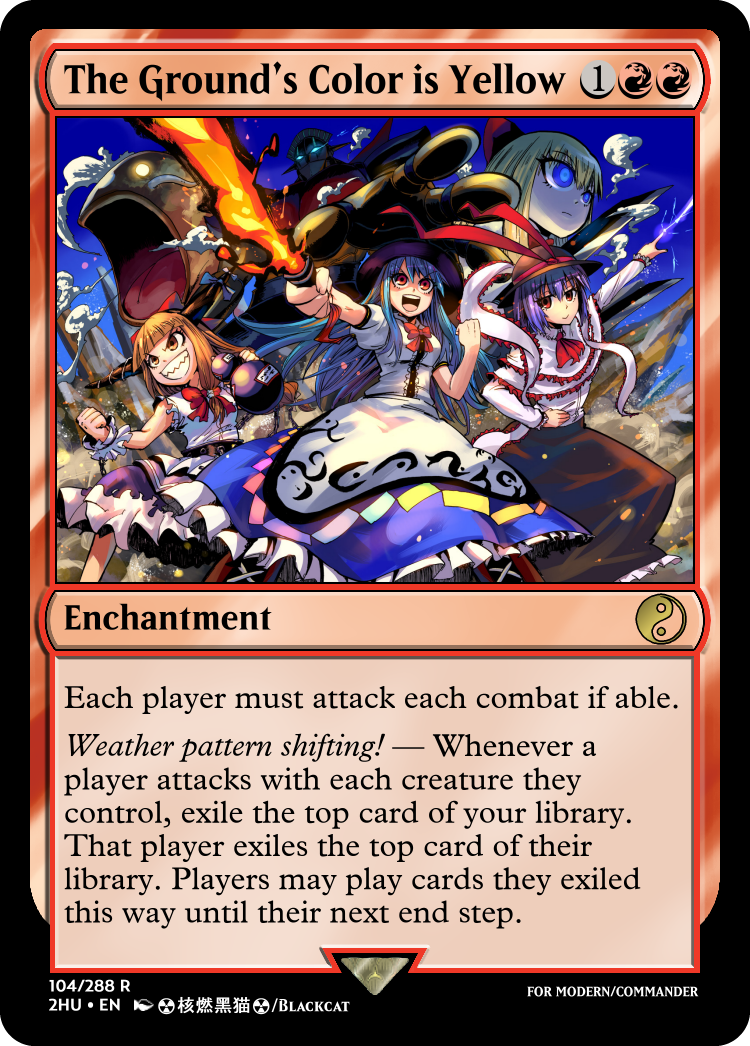 The Ground's Color is Yellow 1
Enchantment
Each player must attack each combat if able.
Weather pattern shifting! — Whenever a
player attacks with each creature they
control, exile the top card of your library.
That player exiles the top card of their
library. Players may play cards they exiled
this way until their next end step.
104/288 R
2HU • EN ☢核燃黑猫☢/Blackcat
FOR MODERN/COMMANDER